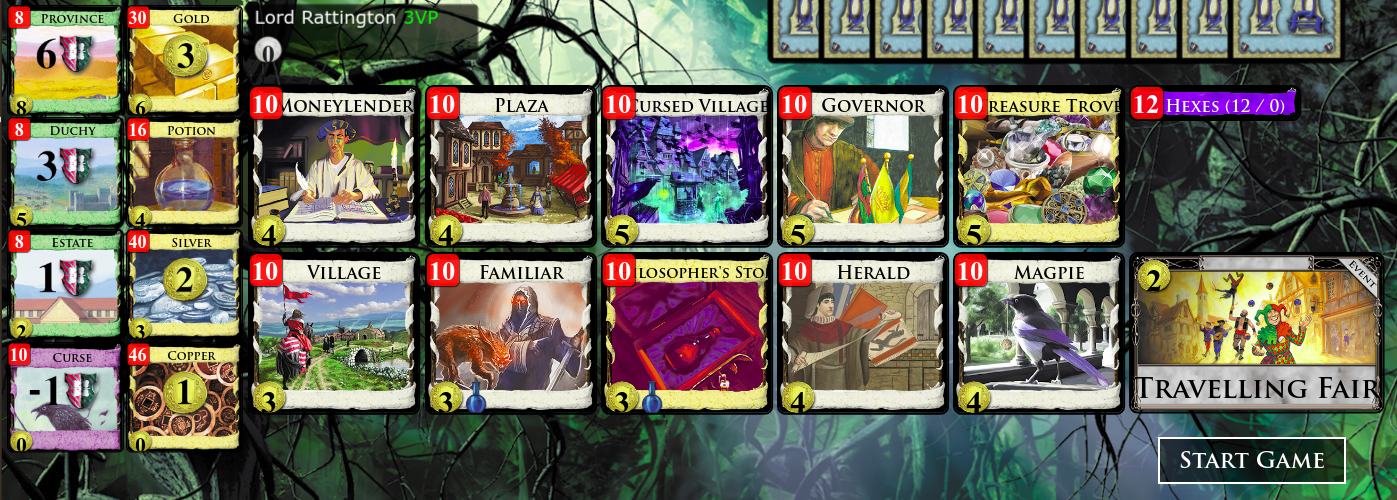 Lord Rattington 3VP
0
8 PROVINCE
6
8
30 GOLD
3
6
8 DUCHY
3
5
16 POTION
4
8 ESTATE
1
2
40 SILVER
2
3
10 CURSE
-1
0
46 COPPER
1
0
10 MONEYLENDER
4
10 PLAZA
4
10 CURSED VILLAGE
5
10 GOVERNOR
5
10 REASURE TROVE
5
12 HEXES (12 / 0)
10 VILLAGE
3
10 FAMILIAR
3
10 LOSOPHER'S STO
3
10 HERALD
4
10 MAGPIE
4
2
EVENT
TRAVELLING FAIR
START GAME